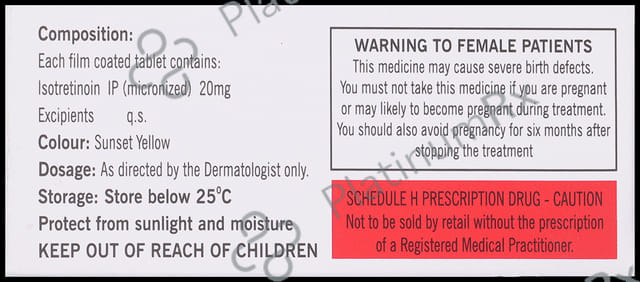 Composition:
Each film coated tablet contains:
Isotretinoin IP (micronized) 20mg
Excipients q.s.
Colour: Sunset Yellow
Dosage: As directed by the Dermatologist only.
Storage: Store below 25⁰C
Protect from sunlight and moisture
KEEP OUT OF REACH OF CHILDREN
WARNING TO FEMALE PATIENTS
This medicine may cause severe birth defects.
You must not take this medicine if you are pregnant
or may likely to become pregnant during treatment.
You should also avoid pregnancy for six months after
stopping the treatment
SCHEDULE H PRESCRIPTION DRUG - CAUTION
Not to be sold by retail without the prescription
of a Registered Medical Practitioner.
PlatinumRx